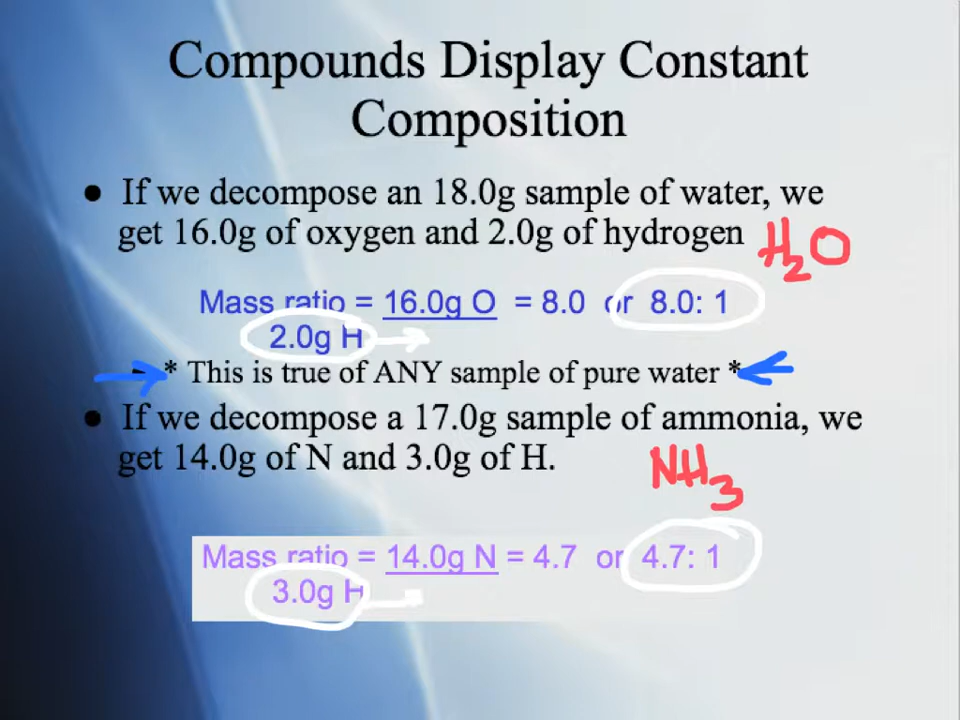 Compounds Display Constant
Composition
● If we decompose an 18.0g sample of water, we
get 16.0g of oxygen and 2.0g of hydrogen H₂O
Mass ratio = 16.0g O = 8.0 or 8.0: 1
2.0g H
* This is true of ANY sample of pure water *
● If we decompose a 17.0g sample of ammonia, we
get 14.0g of N and 3.0g of H.
NH₃
Mass ratio = 14.0g N = 4.7 or 4.7: 1
3.0g H